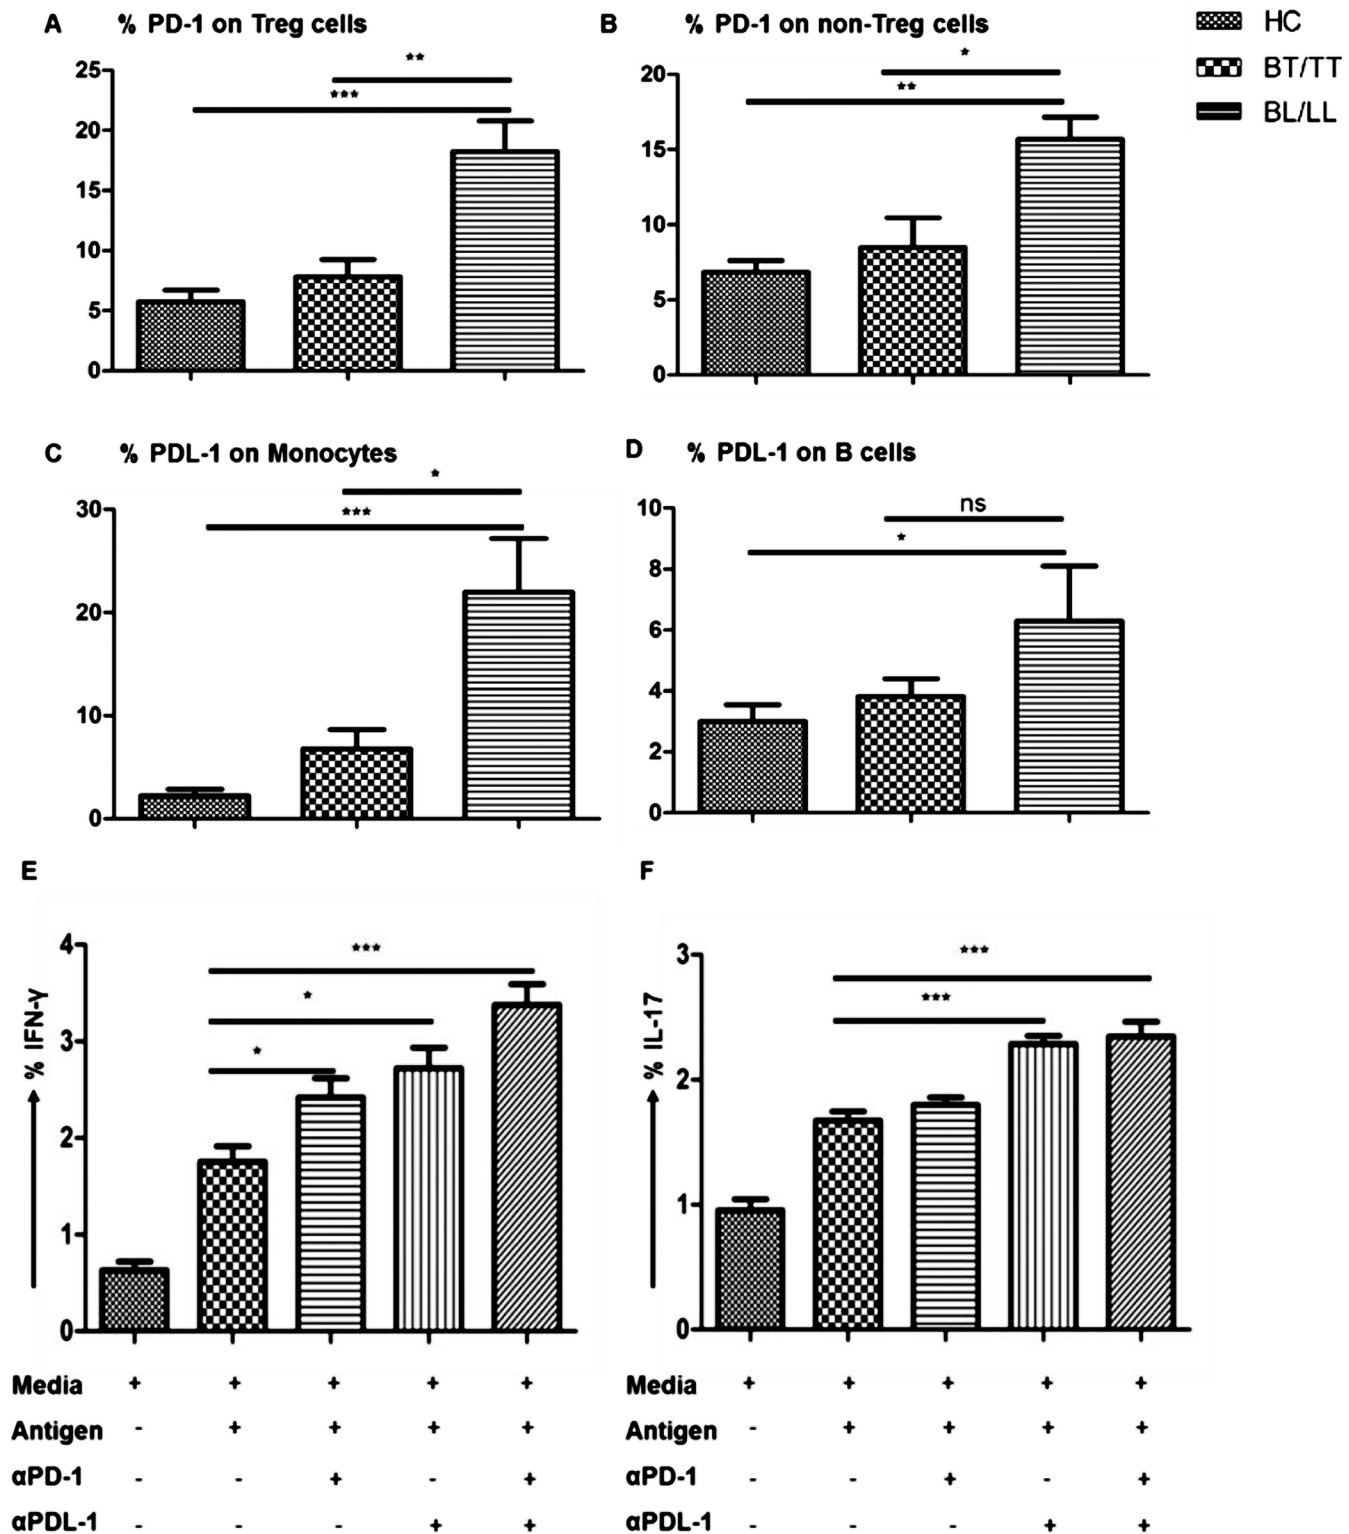 A % PD-1 on Treg cells
25
20
15
10
5
0
**
***
B % PD-1 on non-Treg cells
20
15
10
5
0
*
**
HC
BT/TT
BL/LL
C % PDL-1 on Monocytes
30
20
10
0
*
***
D % PDL-1 on B cells
10
8
6
4
2
0
ns
*
E
% IFN-γ
4
3
2
1
0
***
*
*
Media + + + + +
Antigen - + + + +
αPD-1 - - + - +
αPDL-1 - - - + +
F
% IL-17
3
2
1
0
***
***
Media + + + + +
Antigen - + + + +
αPD-1 - - + - +
αPDL-1 - - - + +